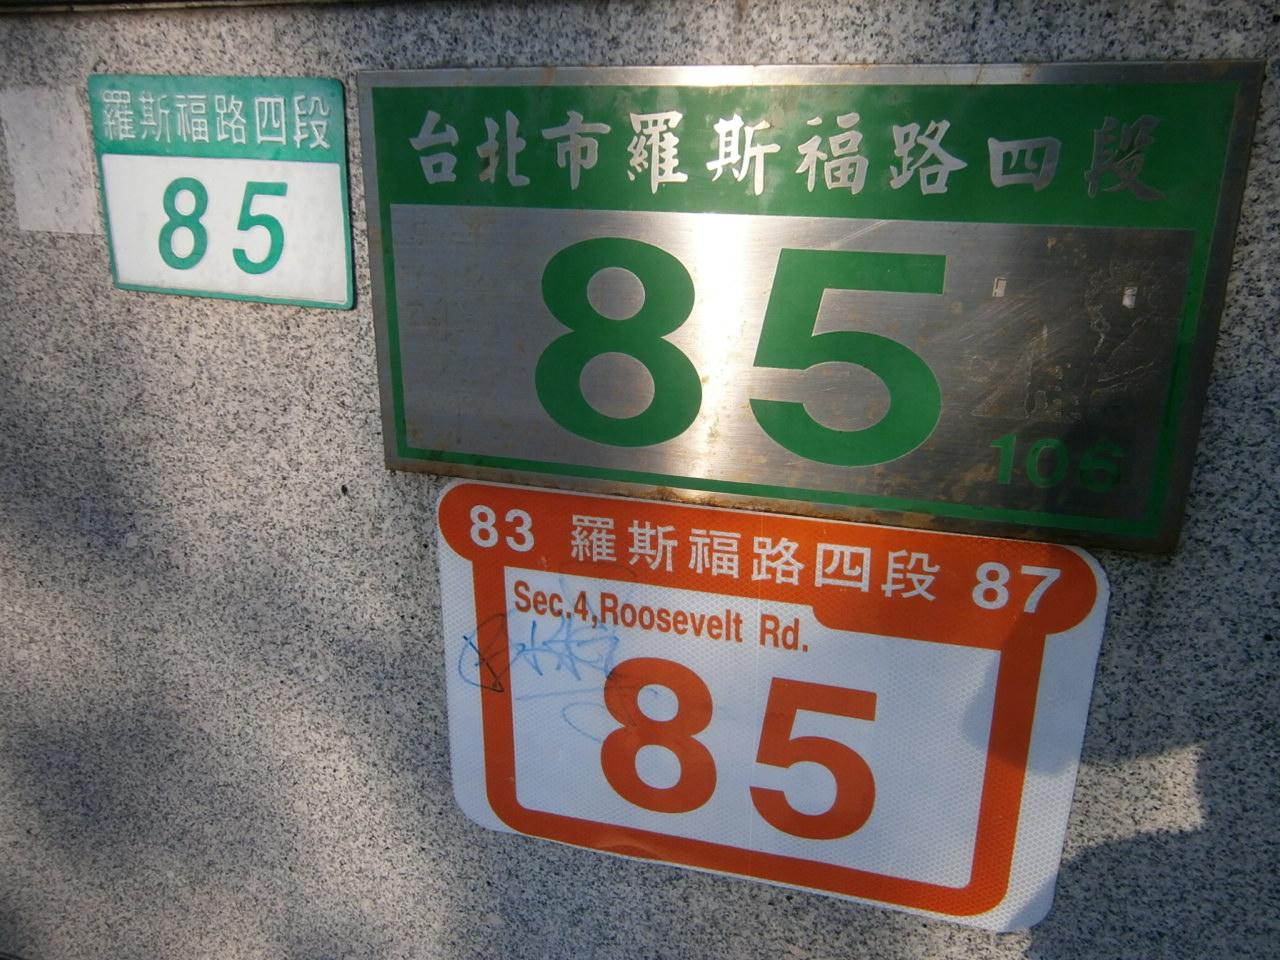 羅斯福路四段
85
台北市羅斯福路四段
85
106
83 羅斯福路四段 87
Sec.4,Roosevelt Rd.
85